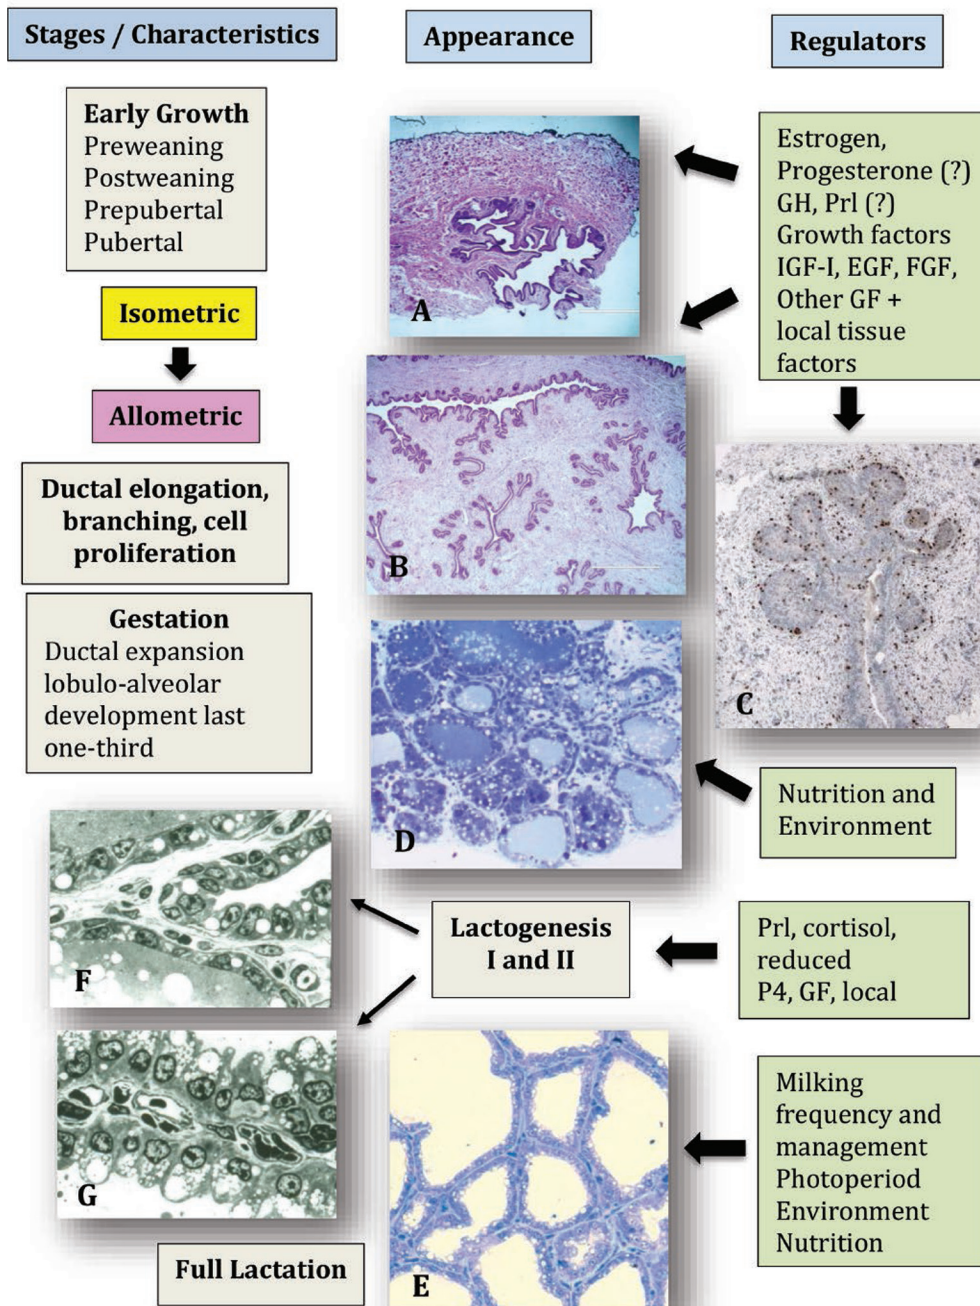 Stages / Characteristics
Appearance
Regulators
Early Growth
Preweaning
Postweaning
Prepubertal
Pubertal
Isometric
Allometric
Ductal elongation,
branching, cell
proliferation
Gestation
Ductal expansion
lobulo-alveolar
development last
one-third
A
B
C
D
Estrogen,
Progesterone (?)
GH, Prl (?)
Growth factors
IGF-I, EGF, FGF,
Other GF +
local tissue
factors
Nutrition and
Environment
F
G
Lactogenesis
I and II
Prl, cortisol,
reduced
P4, GF, local
E
Milking
frequency and
management
Photoperiod
Environment
Nutrition
Full Lactation